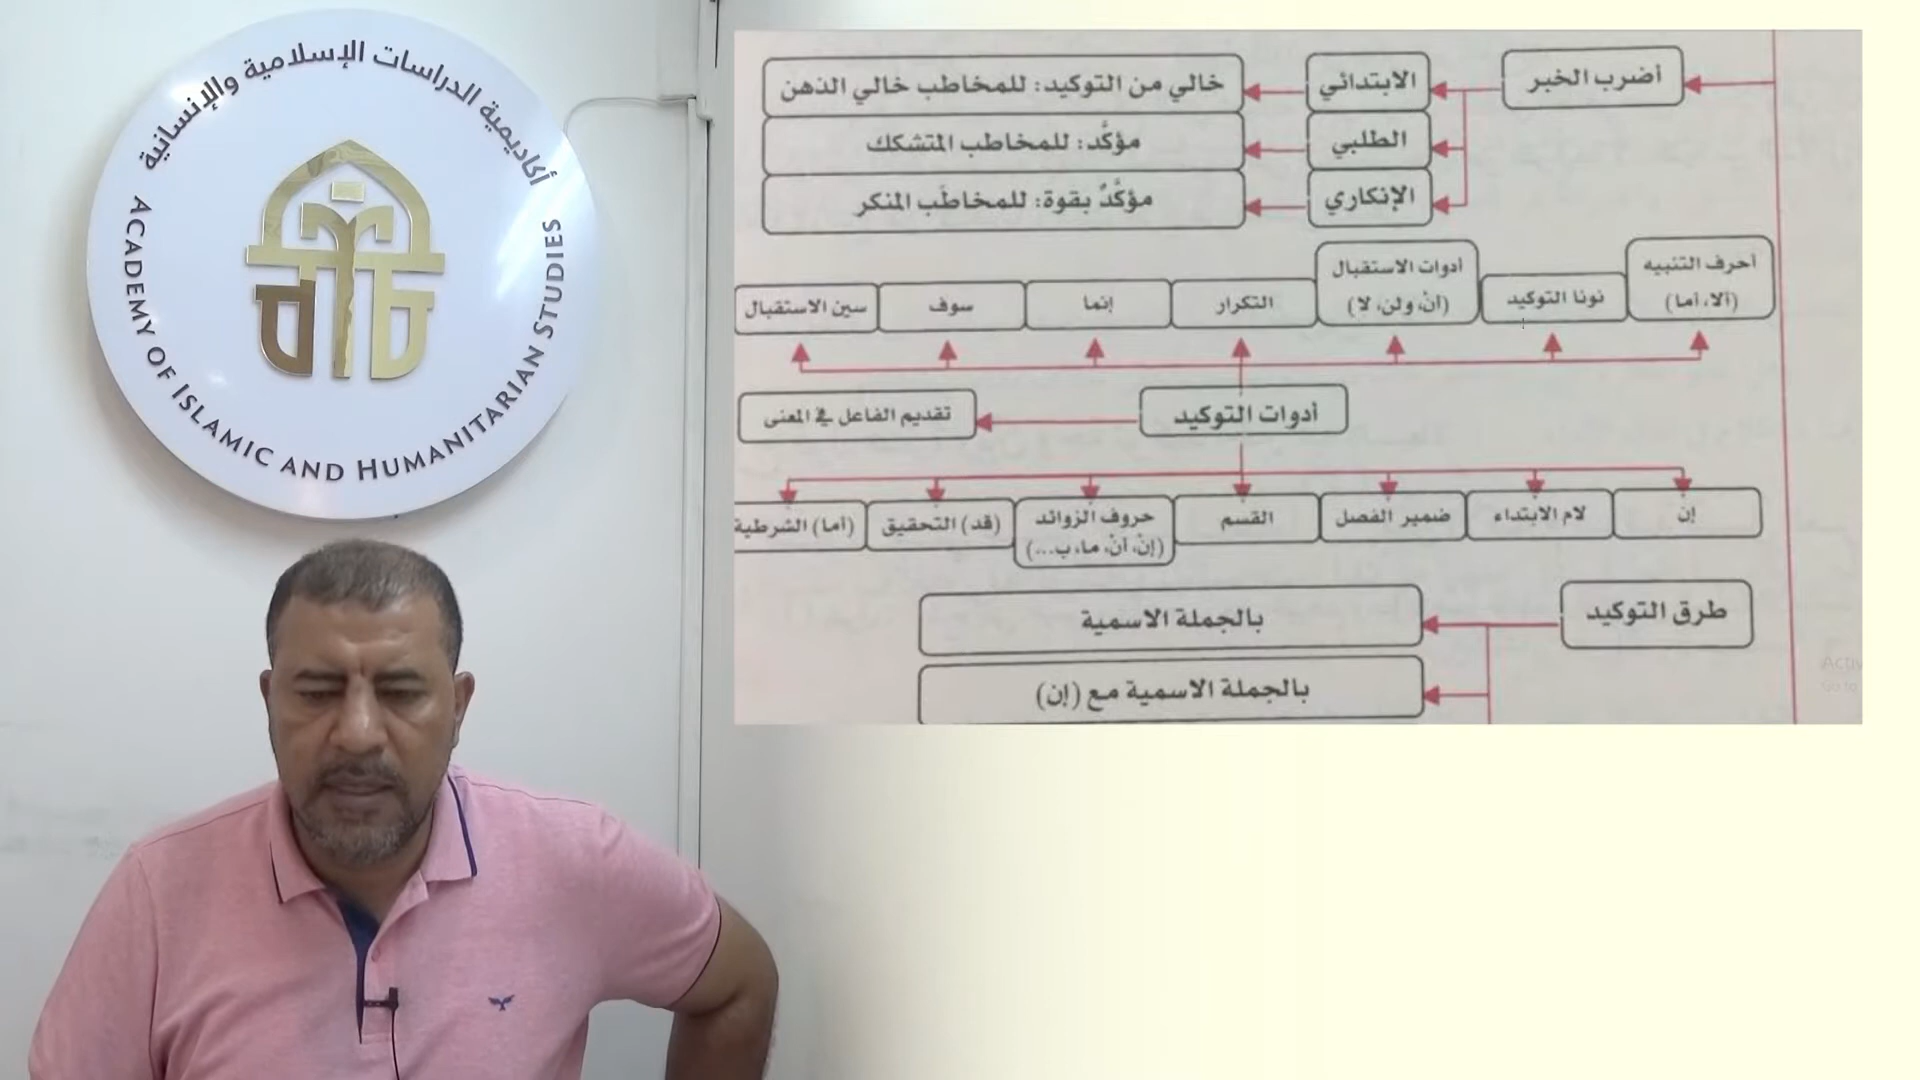 أكاديمية الدراسات الإسلامية والإنسانية
ACADEMY OF ISLAMIC AND HUMANITARIAN STUDIES
أضرب الخبر
الابتدائي
خالي من التوكيد: للمخاطب خالي الذهن
الطلبي
مؤكَّد: للمخاطب المتشكك
الإنكاري
مؤكَّدٌ بقوة: للمخاطَب المنكر
أحرف التنبيه
(ألا، أما)
نونا التوكيد
أدوات الاستقبال
(أنْ، ولن، لا)
التكرار
إنما
سوف
سين الاستقبال
أدوات التوكيد
تقديم الفاعل في المعنى
إن
لام الابتداء
ضمير الفصل
القسم
حروف الزوائد
(إنْ، أنْ، ما، ب...)
(قد) التحقيق
(أما) الشرطية
طرق التوكيد
بالجملة الاسمية
بالجملة الاسمية مع (إن)